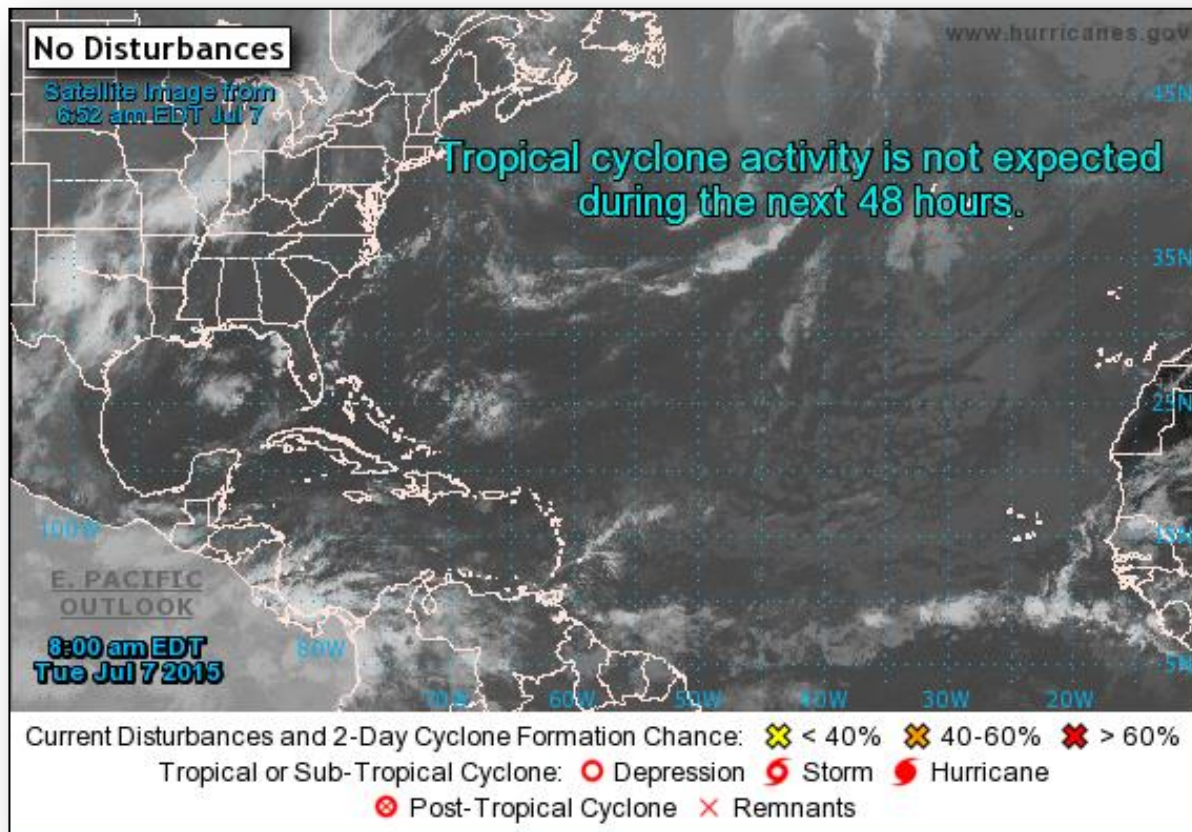 No Disturbances
www.hurricanes.gov
Satellite Image from
6:52 am EDT Jul 7
45N
Tropical cyclone activity is not expected
during the next 48 hours.
35N
25N
100W
15N
E. PACIFIC
OUTLOOK
8:00 am EDT
Tue Jul 7 2015
80W
5N
70W 60W 50W 40W 30W 20W
Current Disturbances and 2-Day Cyclone Formation Chance: < 40% 40-60% > 60%
Tropical or Sub-Tropical Cyclone: Depression Storm Hurricane
Post-Tropical Cyclone Remnants